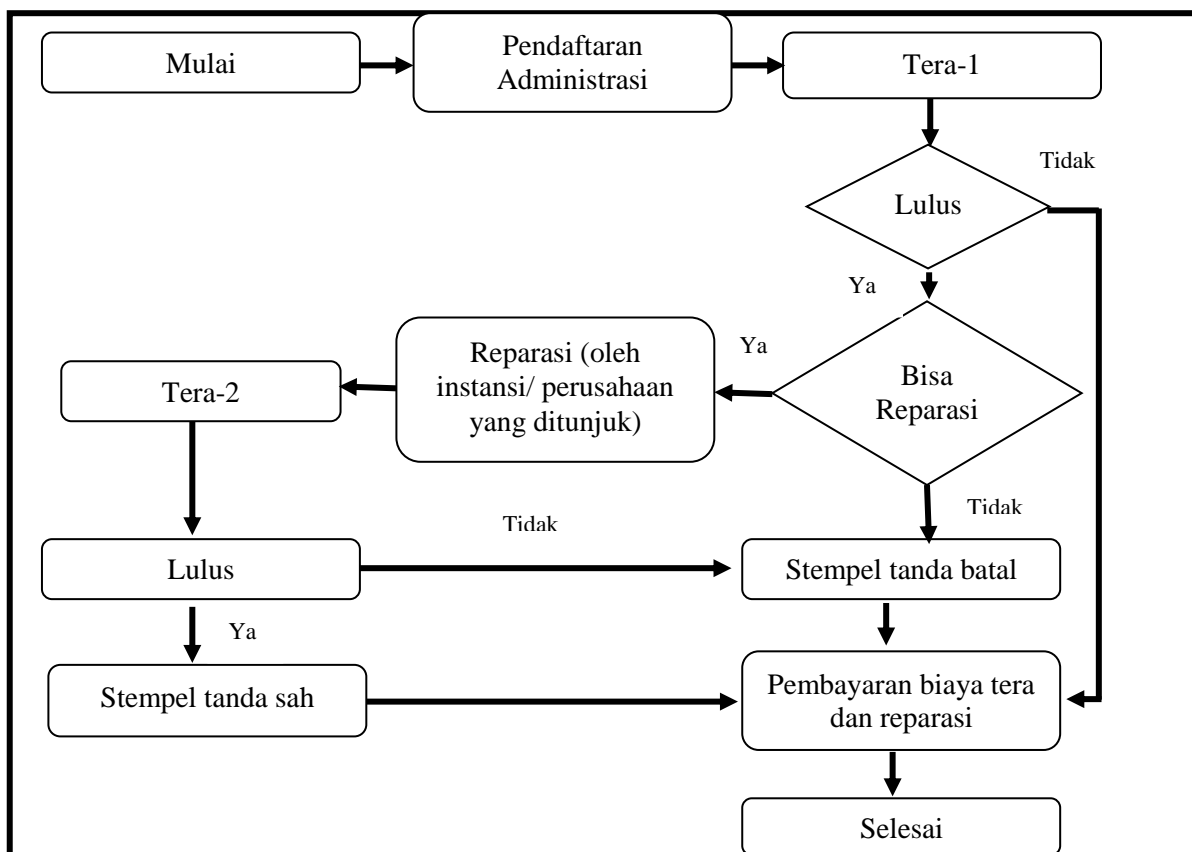 Mulai
Pendaftaran
Administrasi
Tera-1
Tidak
Lulus
Ya
Bisa
Reparasi
Ya
Reparasi (oleh
instansi/ perusahaan
yang ditunjuk)
Tera-2
Tidak
Tidak
Lulus
Stempel tanda batal
Ya
Stempel tanda sah
Pembayaran biaya tera
dan reparasi
Selesai